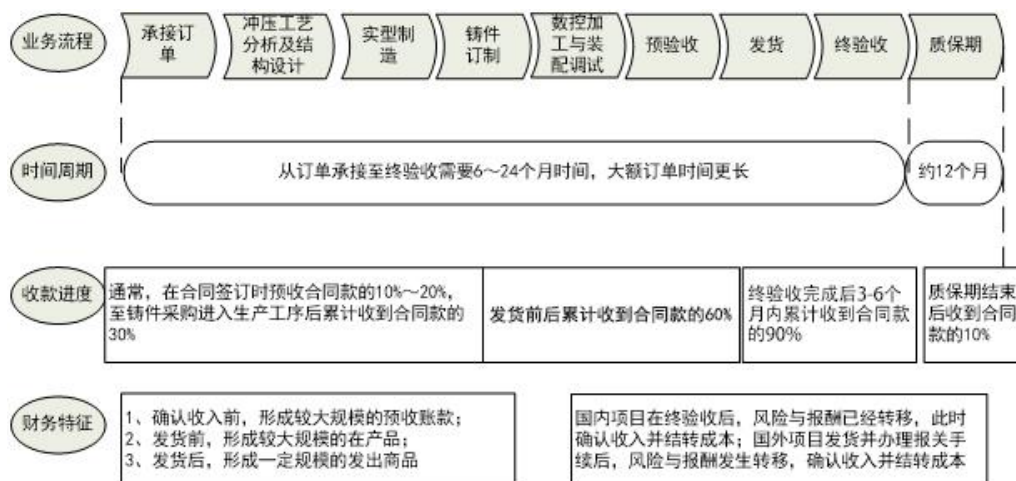 业务流程
承接订
单
冲压工艺
分析及结
构设计
实型制
造
铸件
订制
数控加
工与装
配调试
预验收
发货
终验收
质保期
时间周期
从订单承接至终验收需要6～24个月时间，大额订单时间更长
约12个月
收款进度
通常，在合同签订时预收合同款的10%～20%，
至铸件采购进入生产工序后累计收到合同款的
30%
发货前后累计收到合同款的60%
终验收完成后3-6个
月内累计收到合同款
的90%
质保期结束
后收到合同
款的10%
财务特征
1、确认收入前，形成较大规模的预收账款；
2、发货前，形成较大规模的在产品；
3、发货后，形成一定规模的发出商品
国内项目在终验收后，风险与报酬已经转移，此时
确认收入并结转成本；国外项目发货并办理报关手
续后，风险与报酬发生转移，确认收入并结转成本